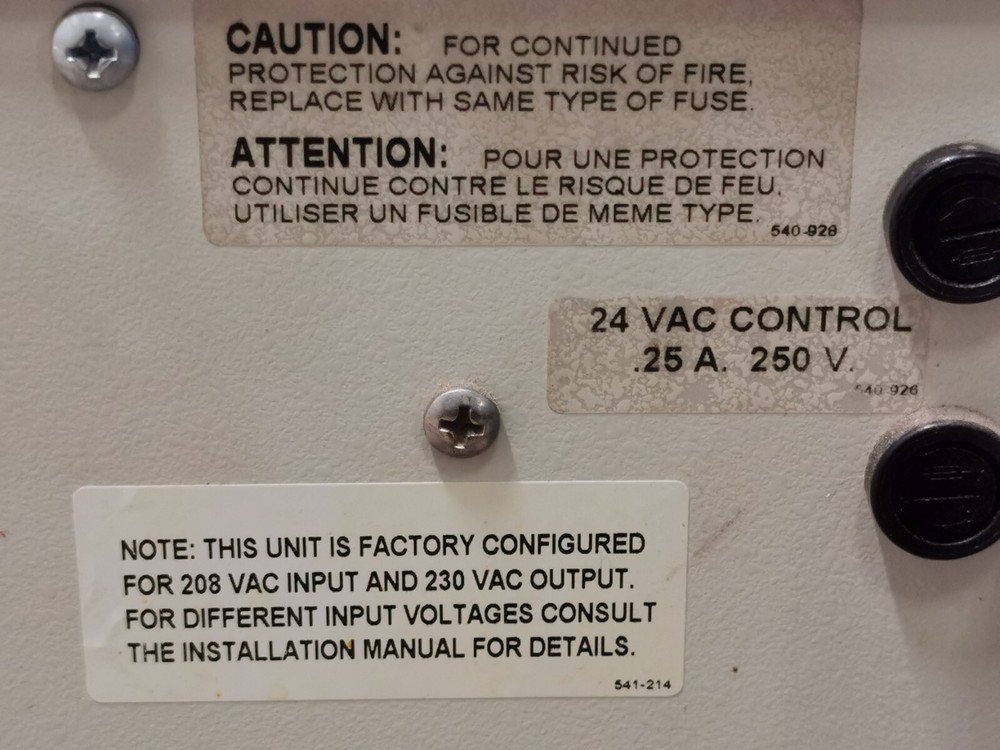 CAUTION: FOR CONTINUED
PROTECTION AGAINST RISK OF FIRE,
REPLACE WITH SAME TYPE OF FUSE.
ATTENTION: POUR UNE PROTECTION
CONTINUE CONTRE LE RISQUE DE FEU,
UTILISER UN FUSIBLE DE MEME TYPE.
540-928
24 VAC CONTROL
.25 A. 250 V.
540-926
NOTE: THIS UNIT IS FACTORY CONFIGURED
FOR 208 VAC INPUT AND 230 VAC OUTPUT.
FOR DIFFERENT INPUT VOLTAGES CONSULT
THE INSTALLATION MANUAL FOR DETAILS.
541-214